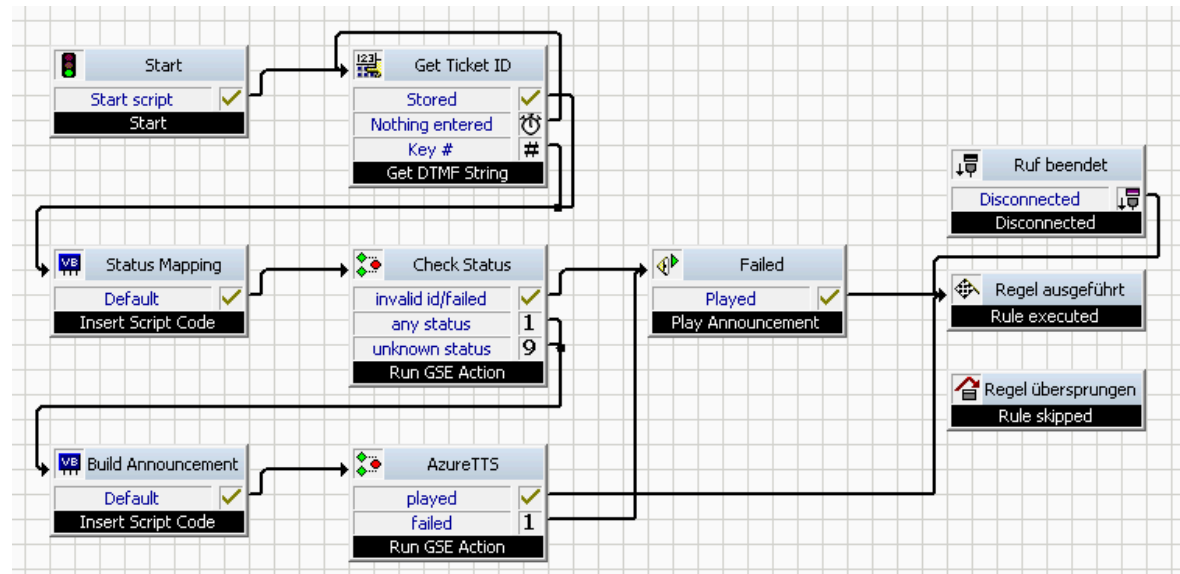 Start
Start script
Start
123
Get Ticket ID
Stored
Nothing entered
Key # #
Get DTMF String
Ruf beendet
Disconnected
Disconnected
VB Status Mapping
Default
Insert Script Code
Check Status
invalid id/failed
any status 1
unknown status 9
Run GSE Action
Failed
Played
Play Announcement
Regel ausgeführt
Rule executed
Regel übersprungen
Rule skipped
VB Build Announcement
Default
Insert Script Code
AzureTTS
played
failed 1
Run GSE Action